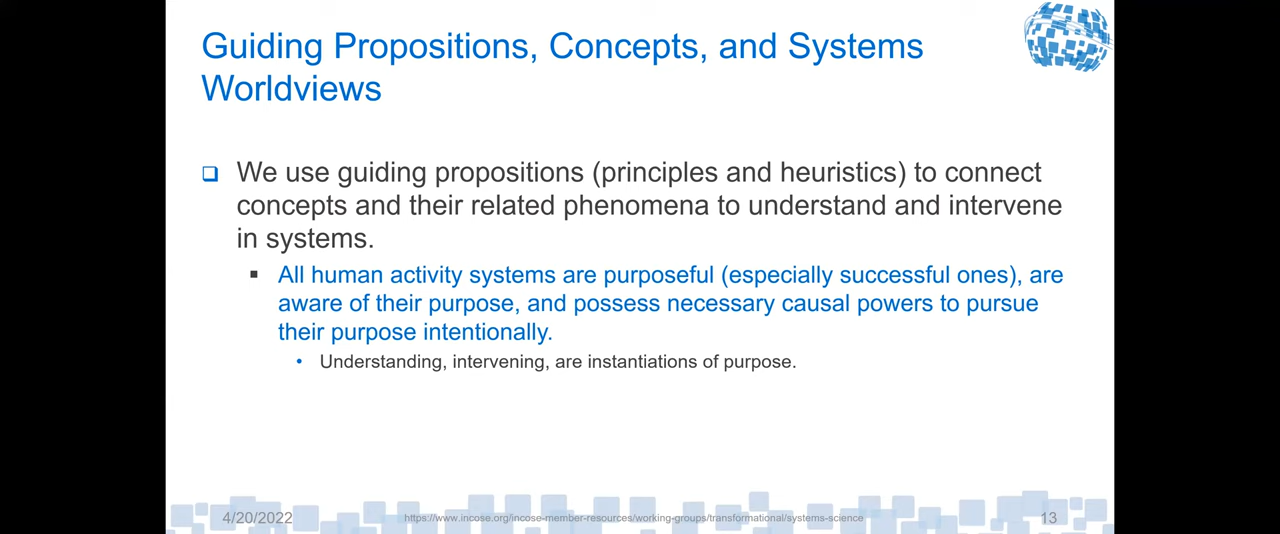 Guiding Propositions, Concepts, and Systems
Worldviews
We use guiding propositions (principles and heuristics) to connect
concepts and their related phenomena to understand and intervene
in systems.
All human activity systems are purposeful (especially successful ones), are
aware of their purpose, and possess necessary causal powers to pursue
their purpose intentionally.
Understanding, intervening, are instantiations of purpose.
4/20/2022
https://www.incose.org/incose-member-resources/working-groups/transformational/systems-science
13